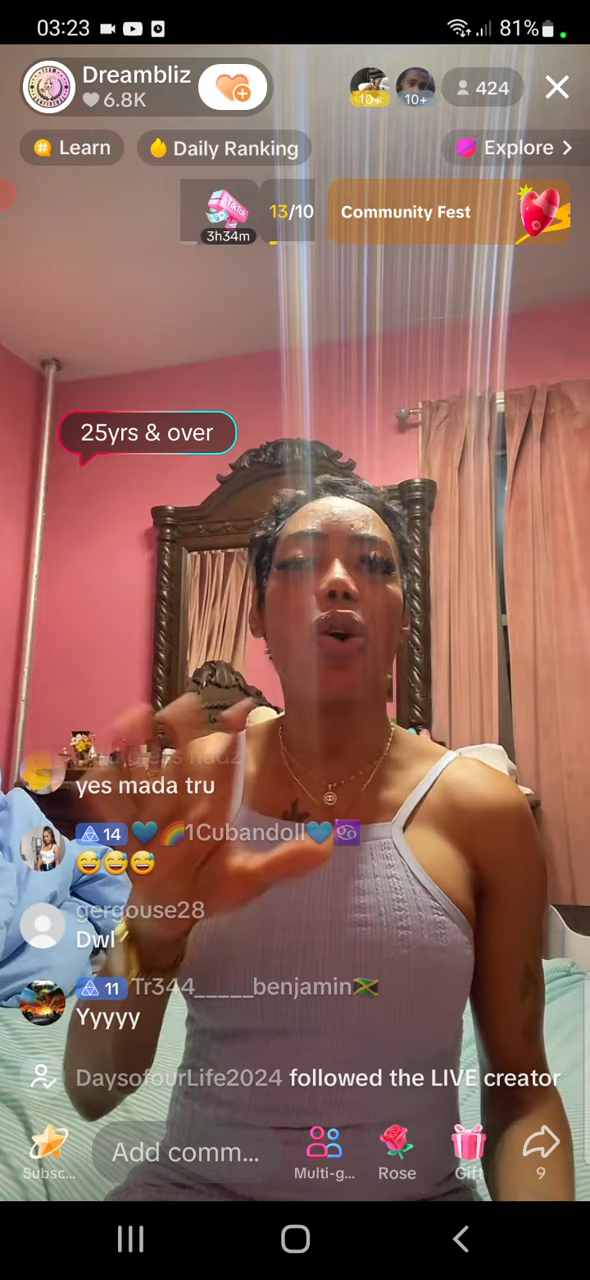 03:23
81%
Dreambliz
6.8K
10+
10+
424
Learn
Daily Ranking
Explore
TikTok
3h34m
13/10
Community Fest
25yrs & over
yes mada tru
14 1Cubandoll
gergouse28
Dwl
11 Tr344_____benjamin
Yyyyy
DaysofourLife2024 followed the LIVE creator
Subsc...
Add comm...
Multi-g...
Rose
Gift
9